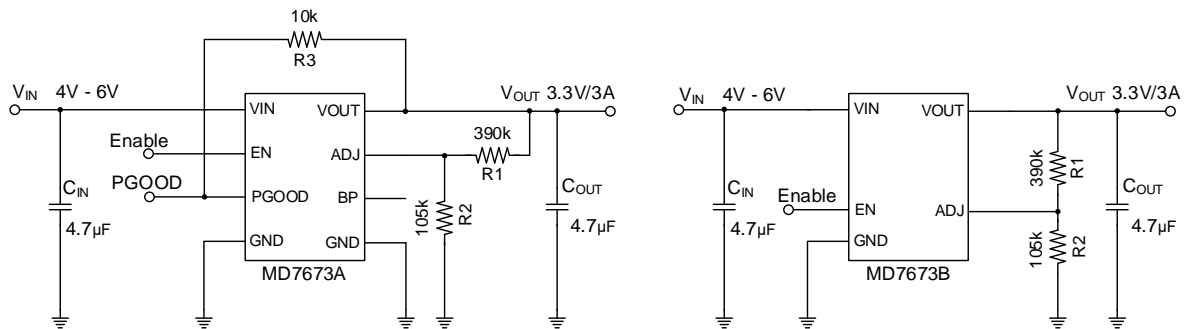 10k
R3
VIN 4V - 6V
VOUT 3.3V/3A
VIN
VOUT
390k
R1
Enable
EN
ADJ
PGOOD
PGOOD
BP
105k
R2
CIN
4.7μF
COUT
4.7μF
GND
GND
MD7673A
VIN 4V - 6V
VOUT 3.3V/3A
VIN
VOUT
390k
R1
CIN
4.7μF
Enable
EN
ADJ
COUT
4.7μF
GND
105k
R2
MD7673B